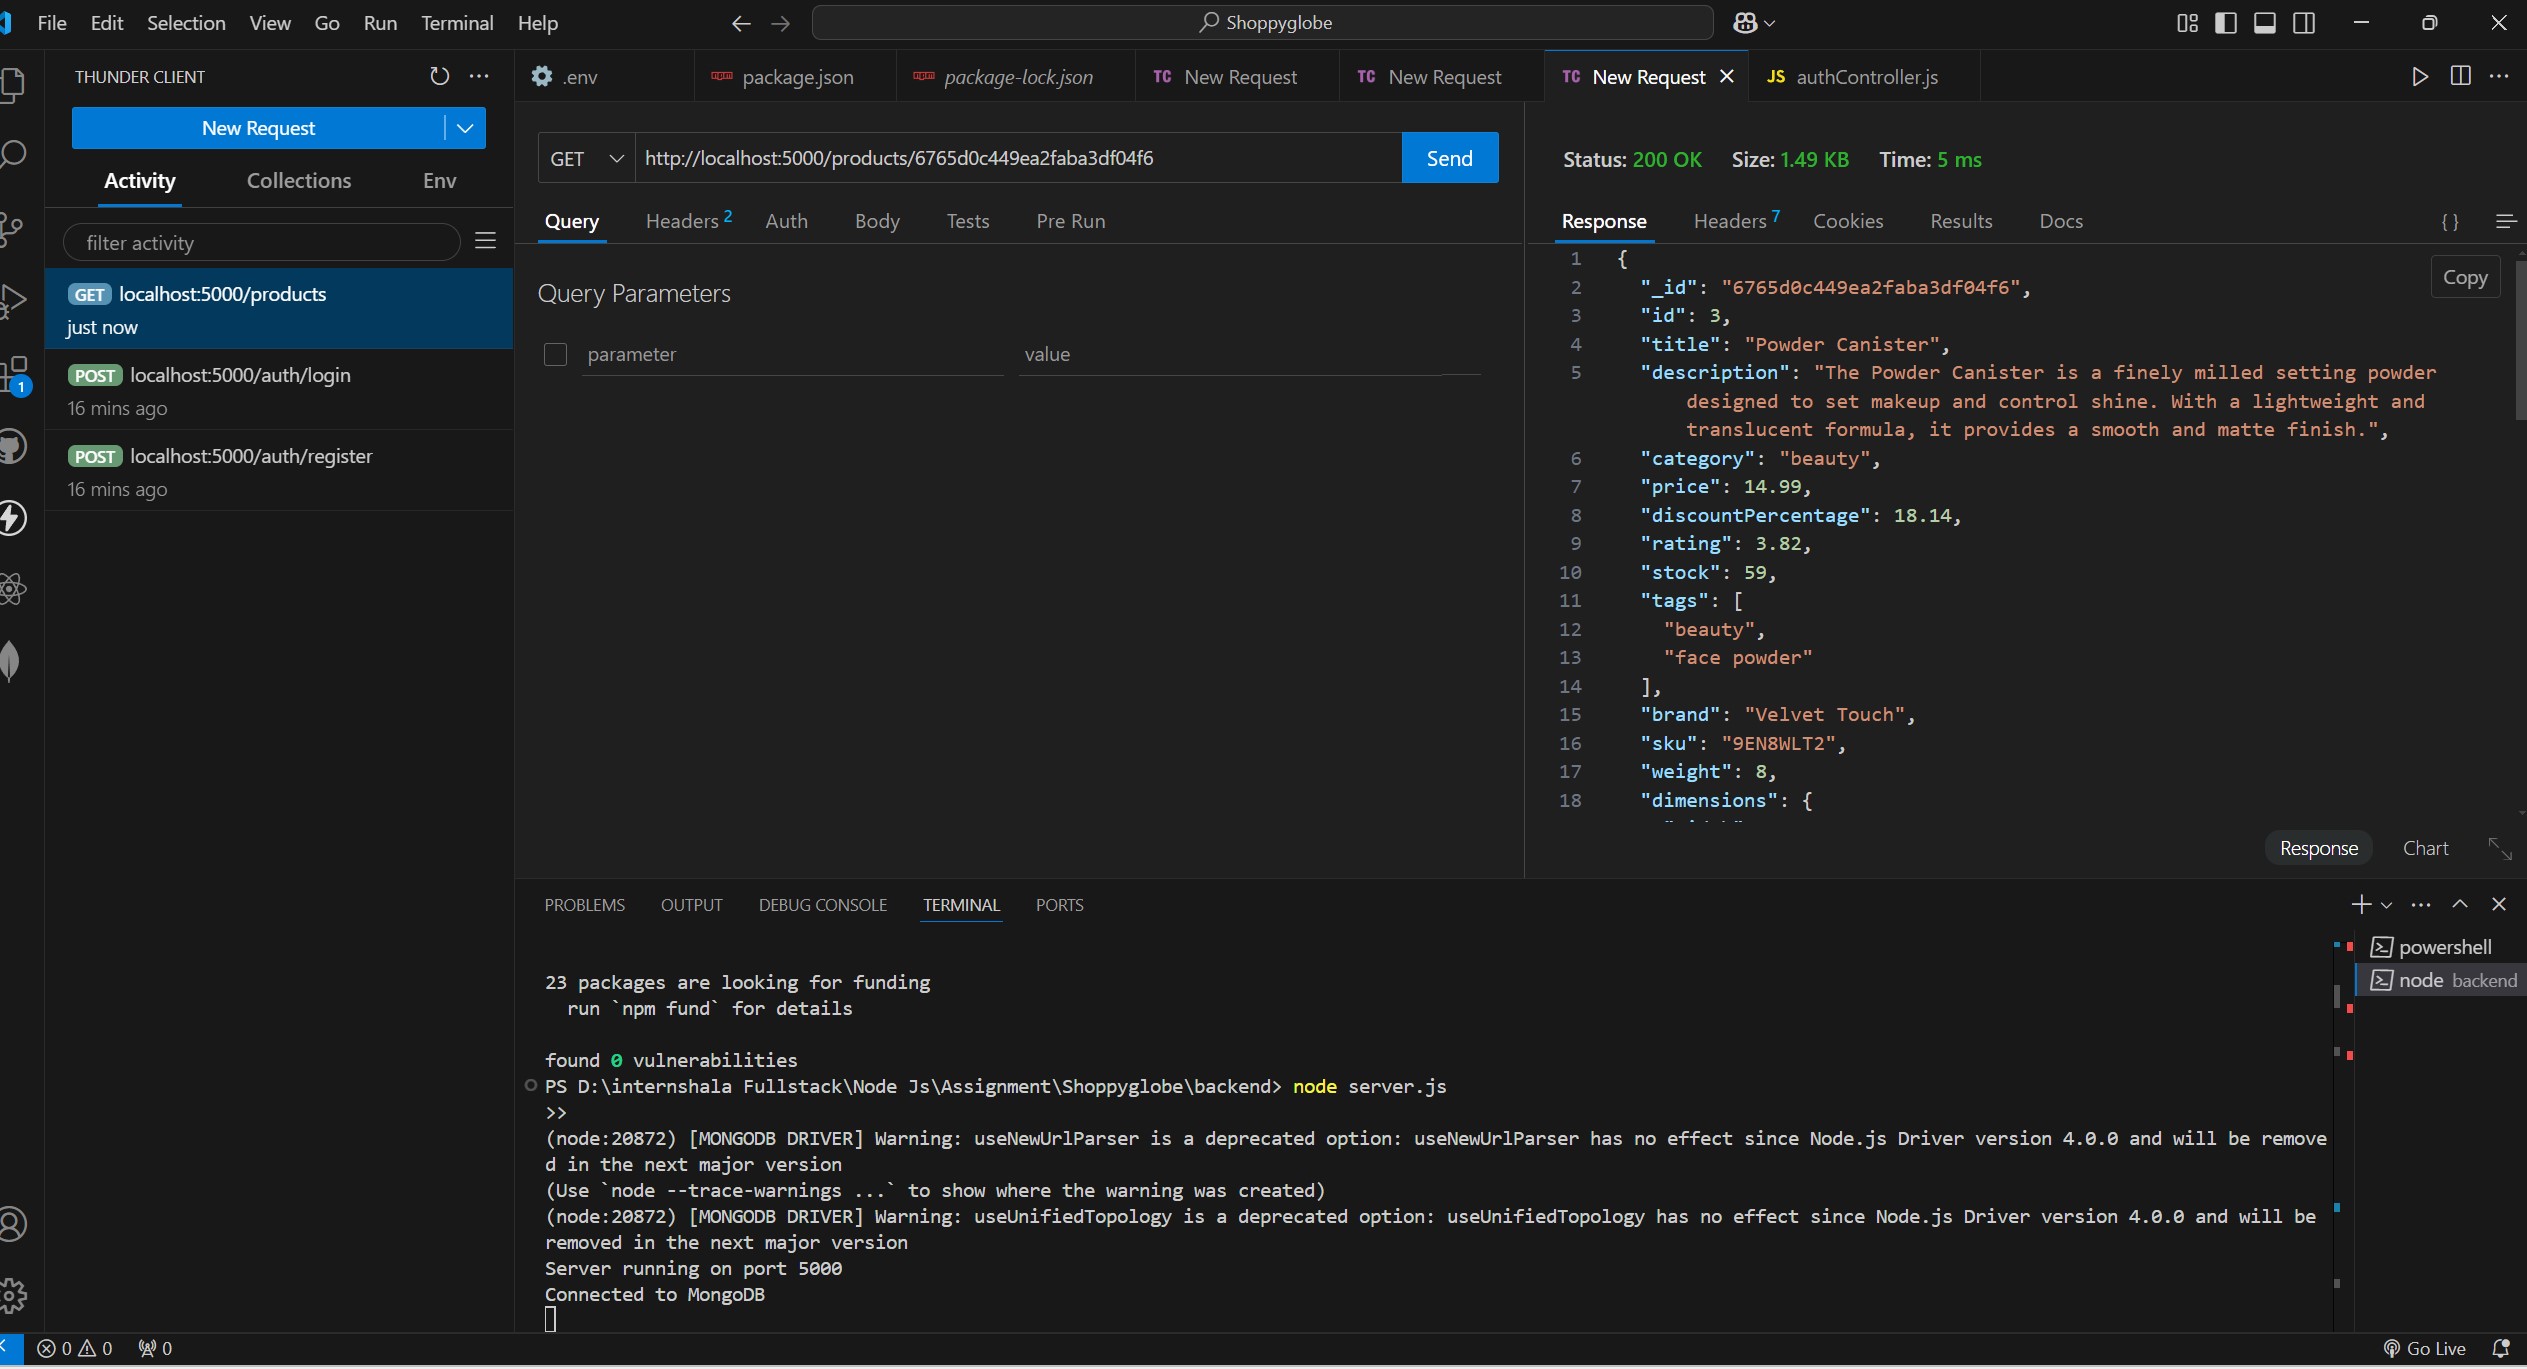 File Edit Selection View Go Run Terminal Help
Shoppyglobe
THUNDER CLIENT
New Request
Activity Collections Env
filter activity
GET localhost:5000/products
just now
POST localhost:5000/auth/login
16 mins ago
POST localhost:5000/auth/register
16 mins ago
1
.env package.json package-lock.json TC New Request TC New Request TC New Request JS authController.js
GET http://localhost:5000/products/6765d0c449ea2faba3df04f6 Send
Query Headers 2 Auth Body Tests Pre Run
Query Parameters
parameter value
Status: 200 OK Size: 1.49 KB Time: 5 ms
Response Headers 7 Cookies Results Docs { }
Copy
1 {
2 "_id": "6765d0c449ea2faba3df04f6",
3 "id": 3,
4 "title": "Powder Canister",
5 "description": "The Powder Canister is a finely milled setting powder
designed to set makeup and control shine. With a lightweight and
translucent formula, it provides a smooth and matte finish.",
6 "category": "beauty",
7 "price": 14.99,
8 "discountPercentage": 18.14,
9 "rating": 3.82,
10 "stock": 59,
11 "tags": [
12 "beauty",
13 "face powder"
14 ],
15 "brand": "Velvet Touch",
16 "sku": "9EN8WLT2",
17 "weight": 8,
18 "dimensions": {
Response Chart
PROBLEMS OUTPUT DEBUG CONSOLE TERMINAL PORTS
powershell
node backend
23 packages are looking for funding
run `npm fund` for details
found 0 vulnerabilities
PS D:\internshala Fullstack\Node Js\Assignment\Shoppyglobe\backend> node server.js
>>
(node:20872) [MONGODB DRIVER] Warning: useNewUrlParser is a deprecated option: useNewUrlParser has no effect since Node.js Driver version 4.0.0 and will be remove
d in the next major version
(Use `node --trace-warnings ...` to show where the warning was created)
(node:20872) [MONGODB DRIVER] Warning: useUnifiedTopology is a deprecated option: useUnifiedTopology has no effect since Node.js Driver version 4.0.0 and will be
removed in the next major version
Server running on port 5000
Connected to MongoDB
0 0 0 Go Live